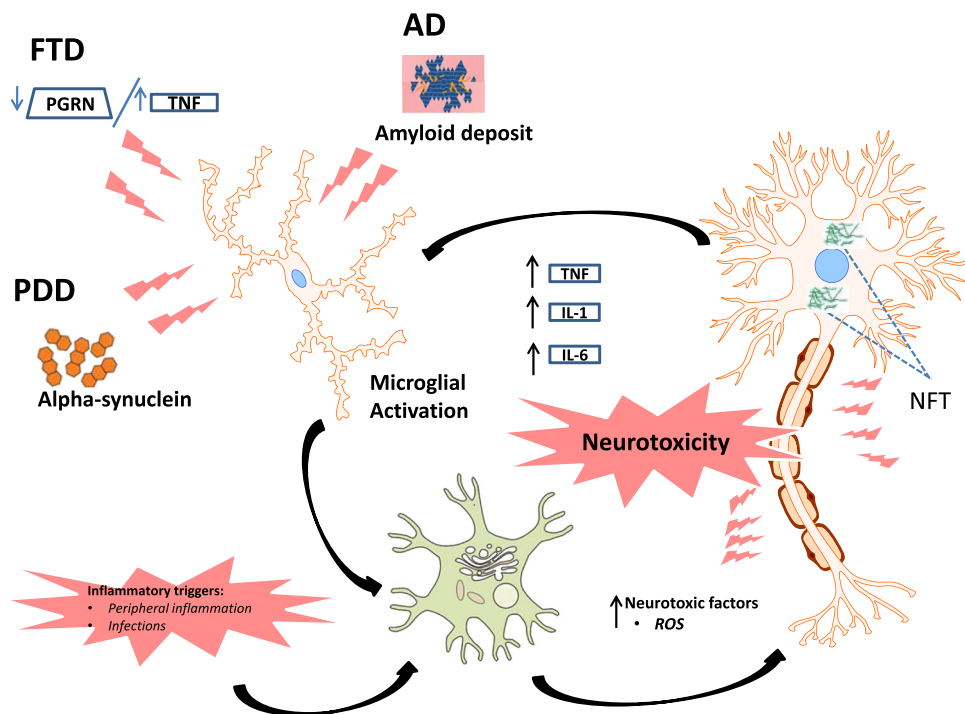 AD
FTD
PGRN
TNF
Amyloid deposit
PDD
Alpha-synuclein
Microglial
Activation
TNF
IL-1
IL-6
NFT
Neurotoxicity
Inflammatory triggers:
• Peripheral inflammation
• Infections
Neurotoxic factors
• ROS